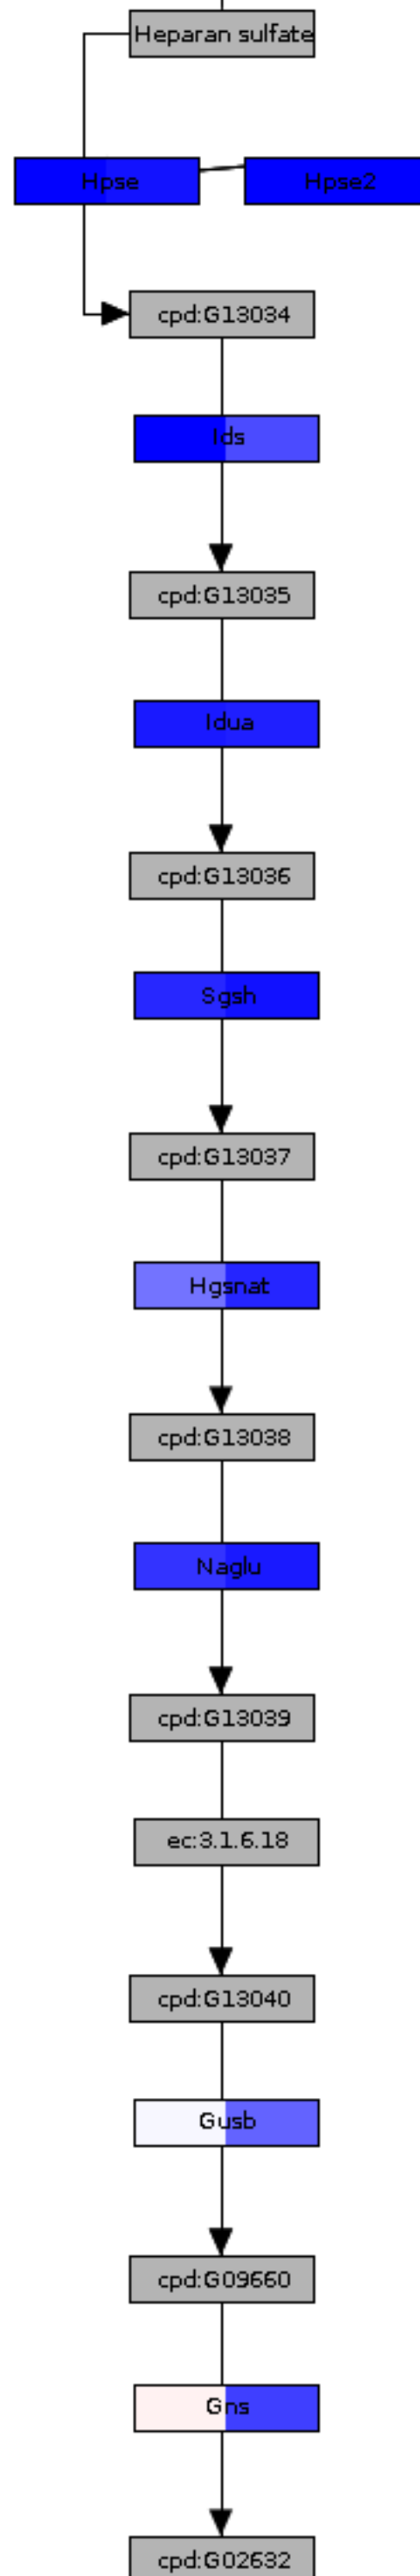 Heparan sulfate
Hpse
Hpse2
cpd:G13034
Ids
cpd:G13035
Idua
cpd:G13036
Sgsh
cpd:G13037
Hgsnat
cpd:G13038
Naglu
cpd:G13039
ec:3.1.6.18
cpd:G13040
Gusb
cpd:G09660
Gns
cpd:G02632